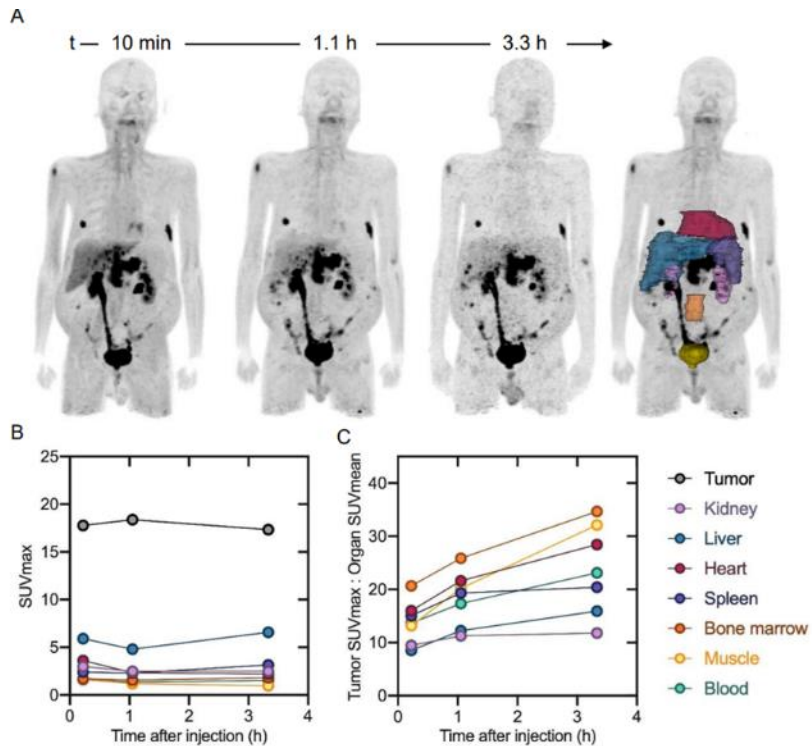 A
t 10 min 1.1 h 3.3 h
B
SUVmax
25
20
15
10
5
0
0 1 2 3 4
Time after injection (h)
C
Tumor SUVmax : Organ SUVmean
40
30
20
10
0
0 1 2 3 4
Time after injection (h)
Tumor
Kidney
Liver
Heart
Spleen
Bone marrow
Muscle
Blood